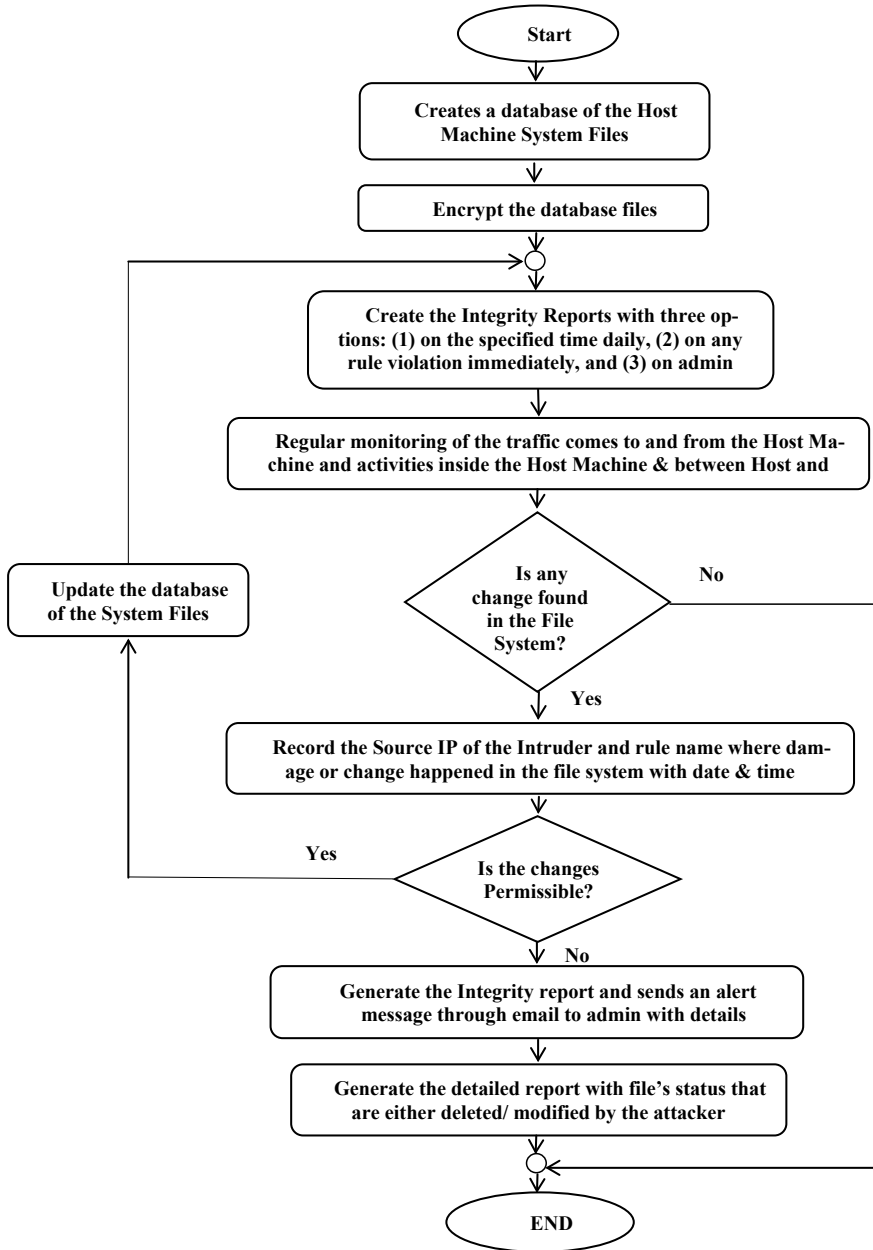 Start
Creates a database of the Host
Machine System Files
Encrypt the database files
Create the Integrity Reports with three op-
tions: (1) on the specified time daily, (2) on any
rule violation immediately, and (3) on admin
Regular monitoring of the traffic comes to and from the Host Ma-
chine and activities inside the Host Machine & between Host and
Is any
change found
in the File
System?
No
Update the database
of the System Files
Yes
Record the Source IP of the Intruder and rule name where dam-
age or change happened in the file system with date & time
Yes
Is the changes
Permissible?
No
Generate the Integrity report and sends an alert
message through email to admin with details
Generate the detailed report with file’s status that
are either deleted/ modified by the attacker
END